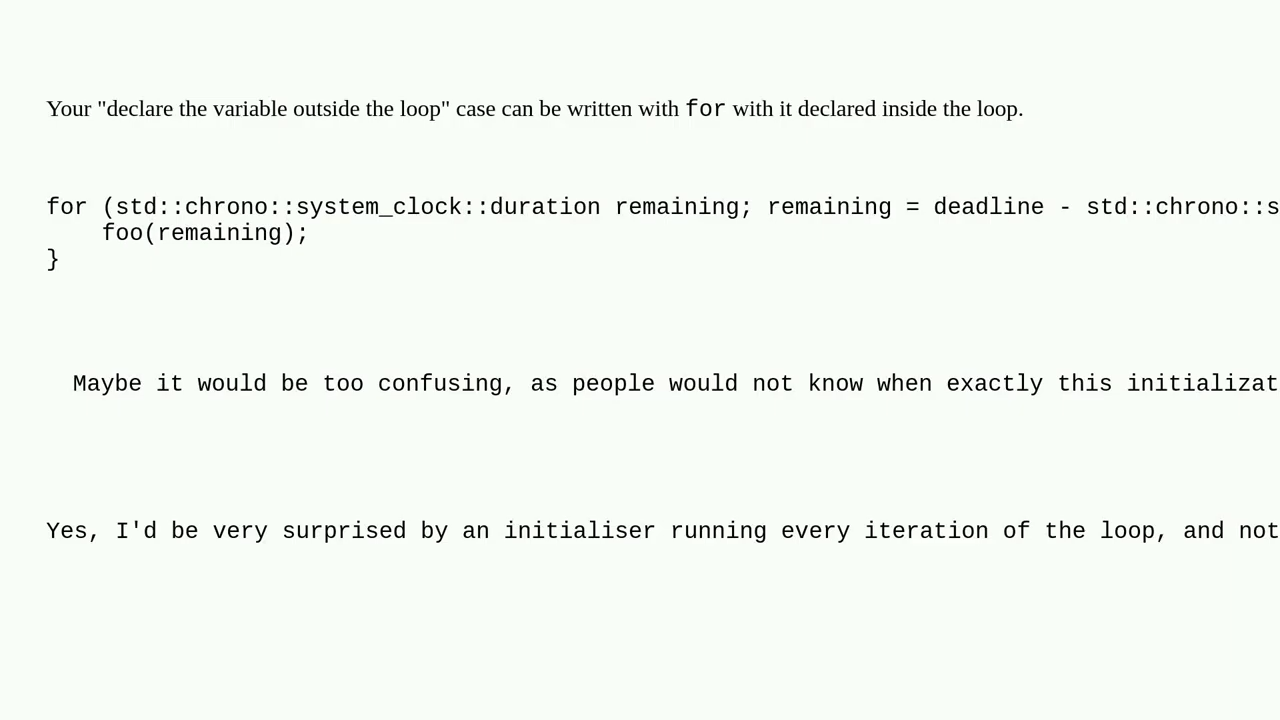 Your "declare the variable outside the loop" case can be written with for with it declared inside the loop.
for (std::chrono::system_clock::duration remaining; remaining = deadline - std::chrono::s
    foo(remaining);
}
Maybe it would be too confusing, as people would not know when exactly this initializat
Yes, I'd be very surprised by an initialiser running every iteration of the loop, and not